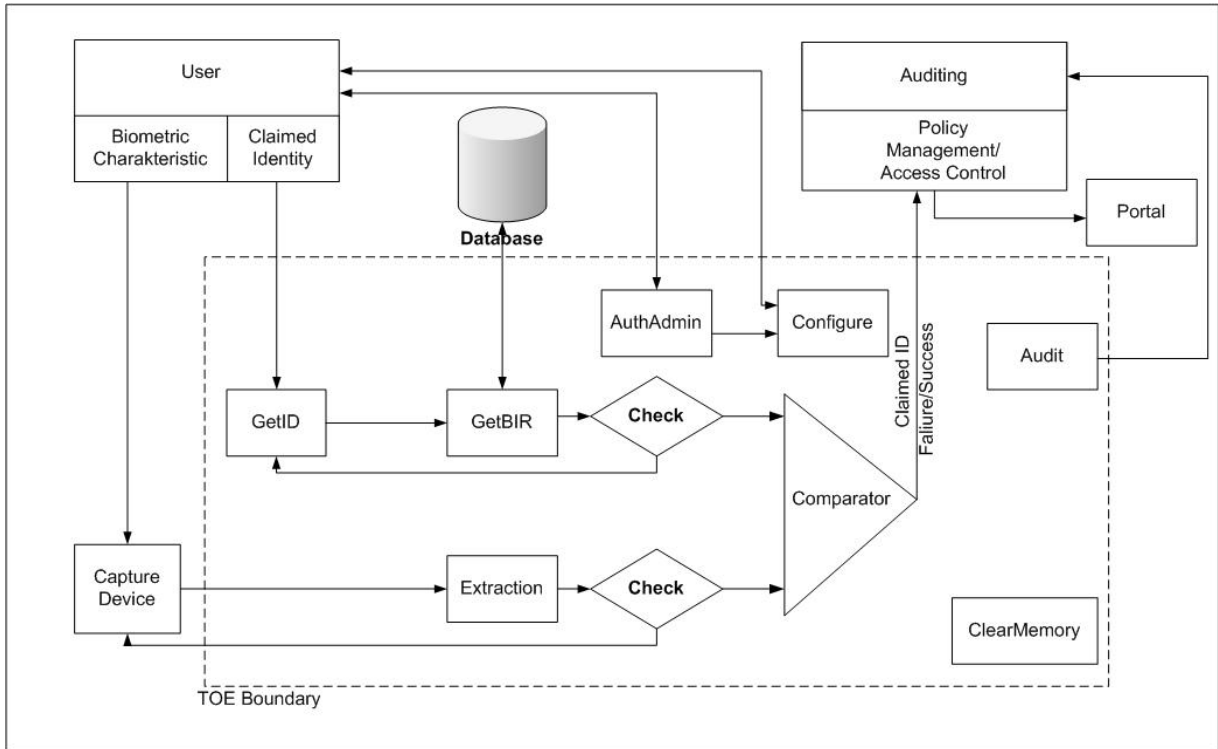 User
Biometric
Charakteristic
Claimed
Identity
Database
Auditing
Policy
Management/
Access Control
Portal
AuthAdmin
Configure
Claimed ID
Faliure/Success
Audit
GetID
GetBIR
Check
Comparator
Capture
Device
Extraction
Check
ClearMemory
TOE Boundary